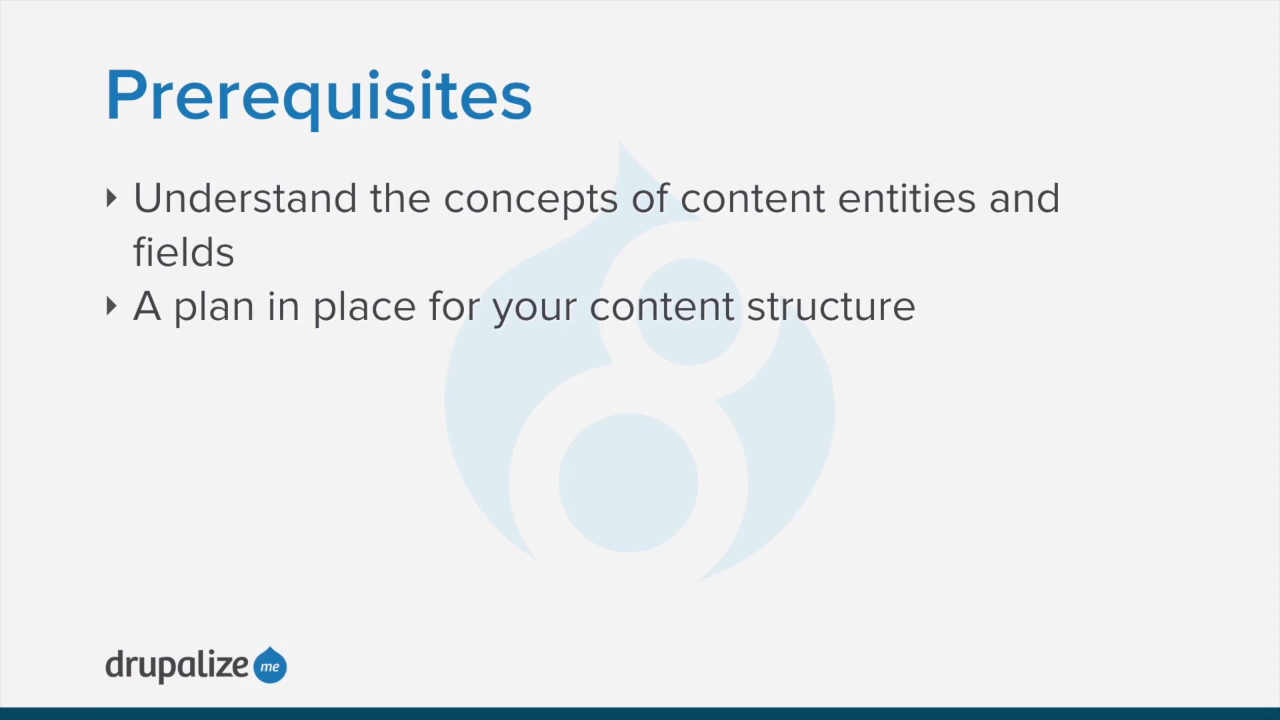 Prerequisites
Understand the concepts of content entities and
fields
A plan in place for your content structure
drupalize me